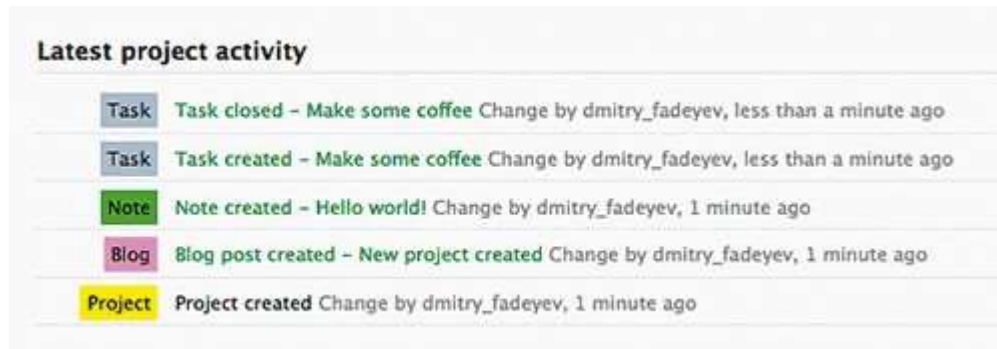 Latest project activity
Task Task closed – Make some coffee Change by dmitry_fadeyev, less than a minute ago
Task Task created – Make some coffee Change by dmitry_fadeyev, less than a minute ago
Note Note created – Hello world! Change by dmitry_fadeyev, 1 minute ago
Blog Blog post created – New project created Change by dmitry_fadeyev, 1 minute ago
Project Project created Change by dmitry_fadeyev, 1 minute ago